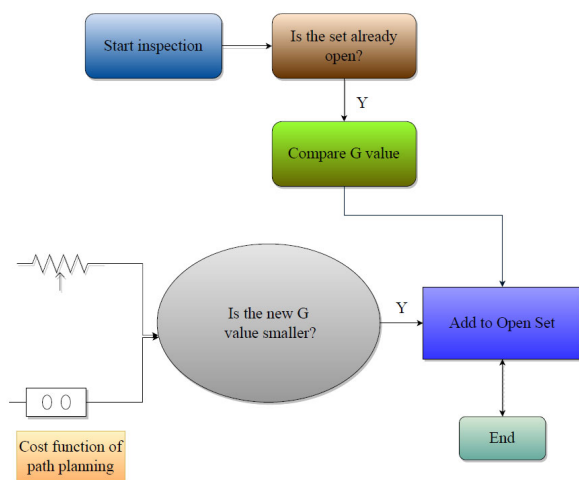 Start inspection
Is the set already
open?
Y
Compare G value
Is the new G
value smaller?
Y
Add to Open Set
End
Cost function of
path planning